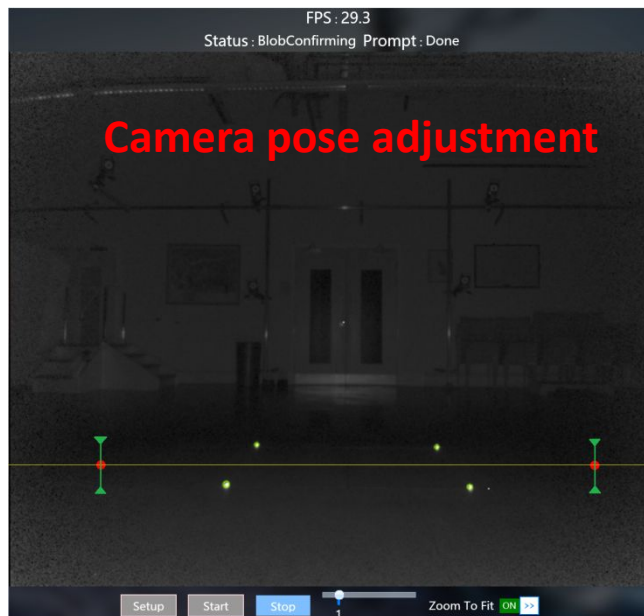 FPS : 29.3
Status : BlobConfirming Prompt : Done
Camera pose adjustment
Setup Start Stop 1 Zoom To Fit ON >>